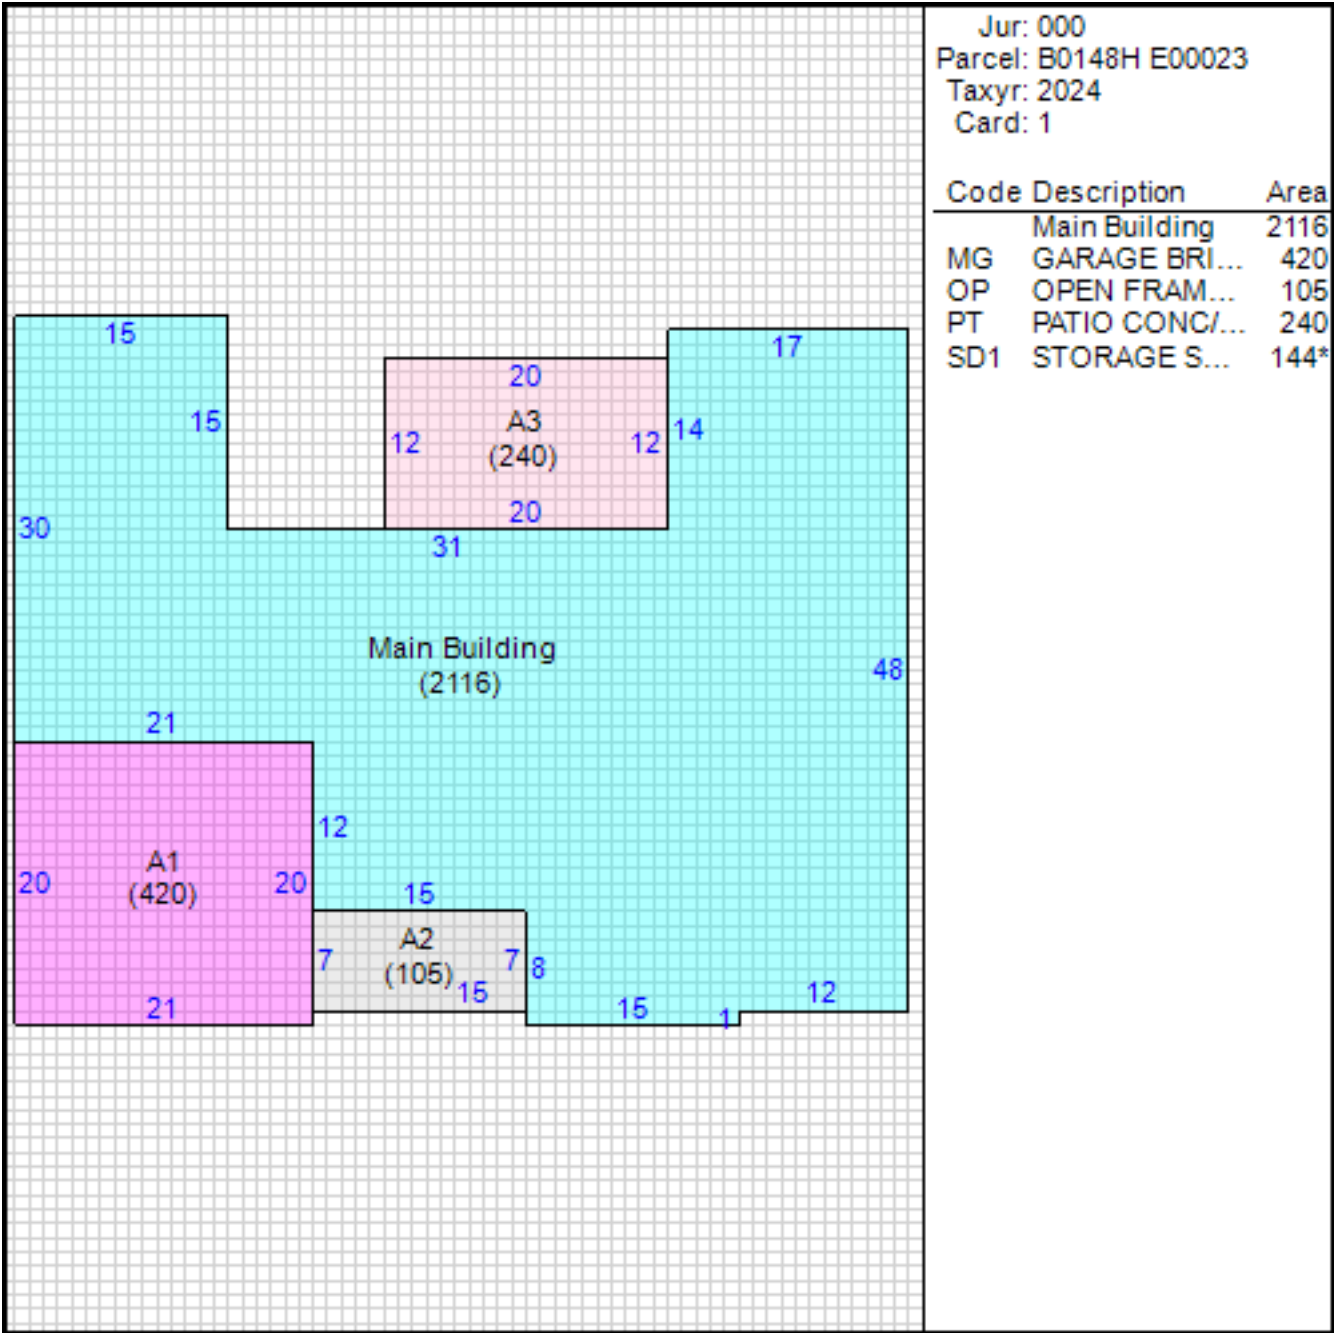 Jur: 000
Parcel: B0148H E00023
Taxyr: 2024
Card: 1
Code Description Area
Main Building 2116
MG GARAGE BRI... 420
OP OPEN FRAM... 105
PT PATIO CONC/... 240
SD1 STORAGE S... 144*
15
17
20
15
A3
12
12
14
(240)
20
30
31
Main Building
(2116)
48
21
12
A1
20
20
(420)
15
A2
7
7
8
(105)
15
12
21
15
1